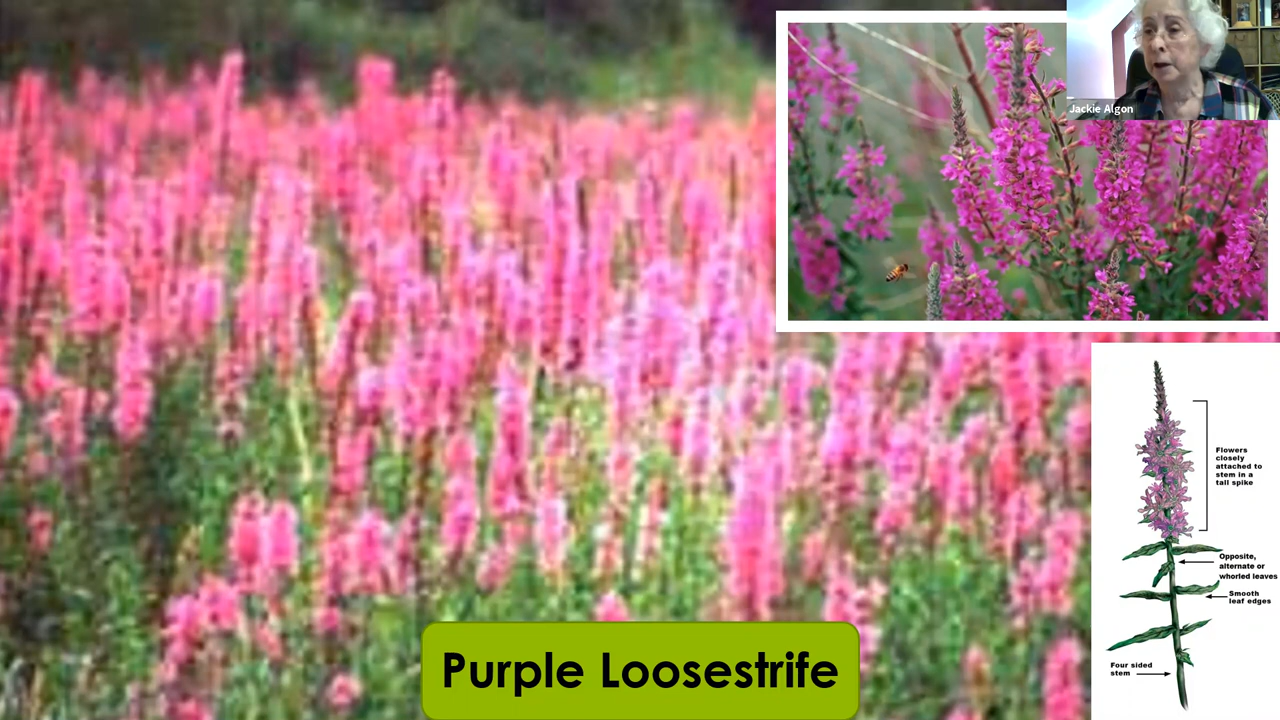 Jackie Algon
Flowers
closely
attached to
stem in a
tall spike
Opposite,
alternate or
whorled leaves
Smooth
leaf edges
Four sided
stem
Purple Loosestrife